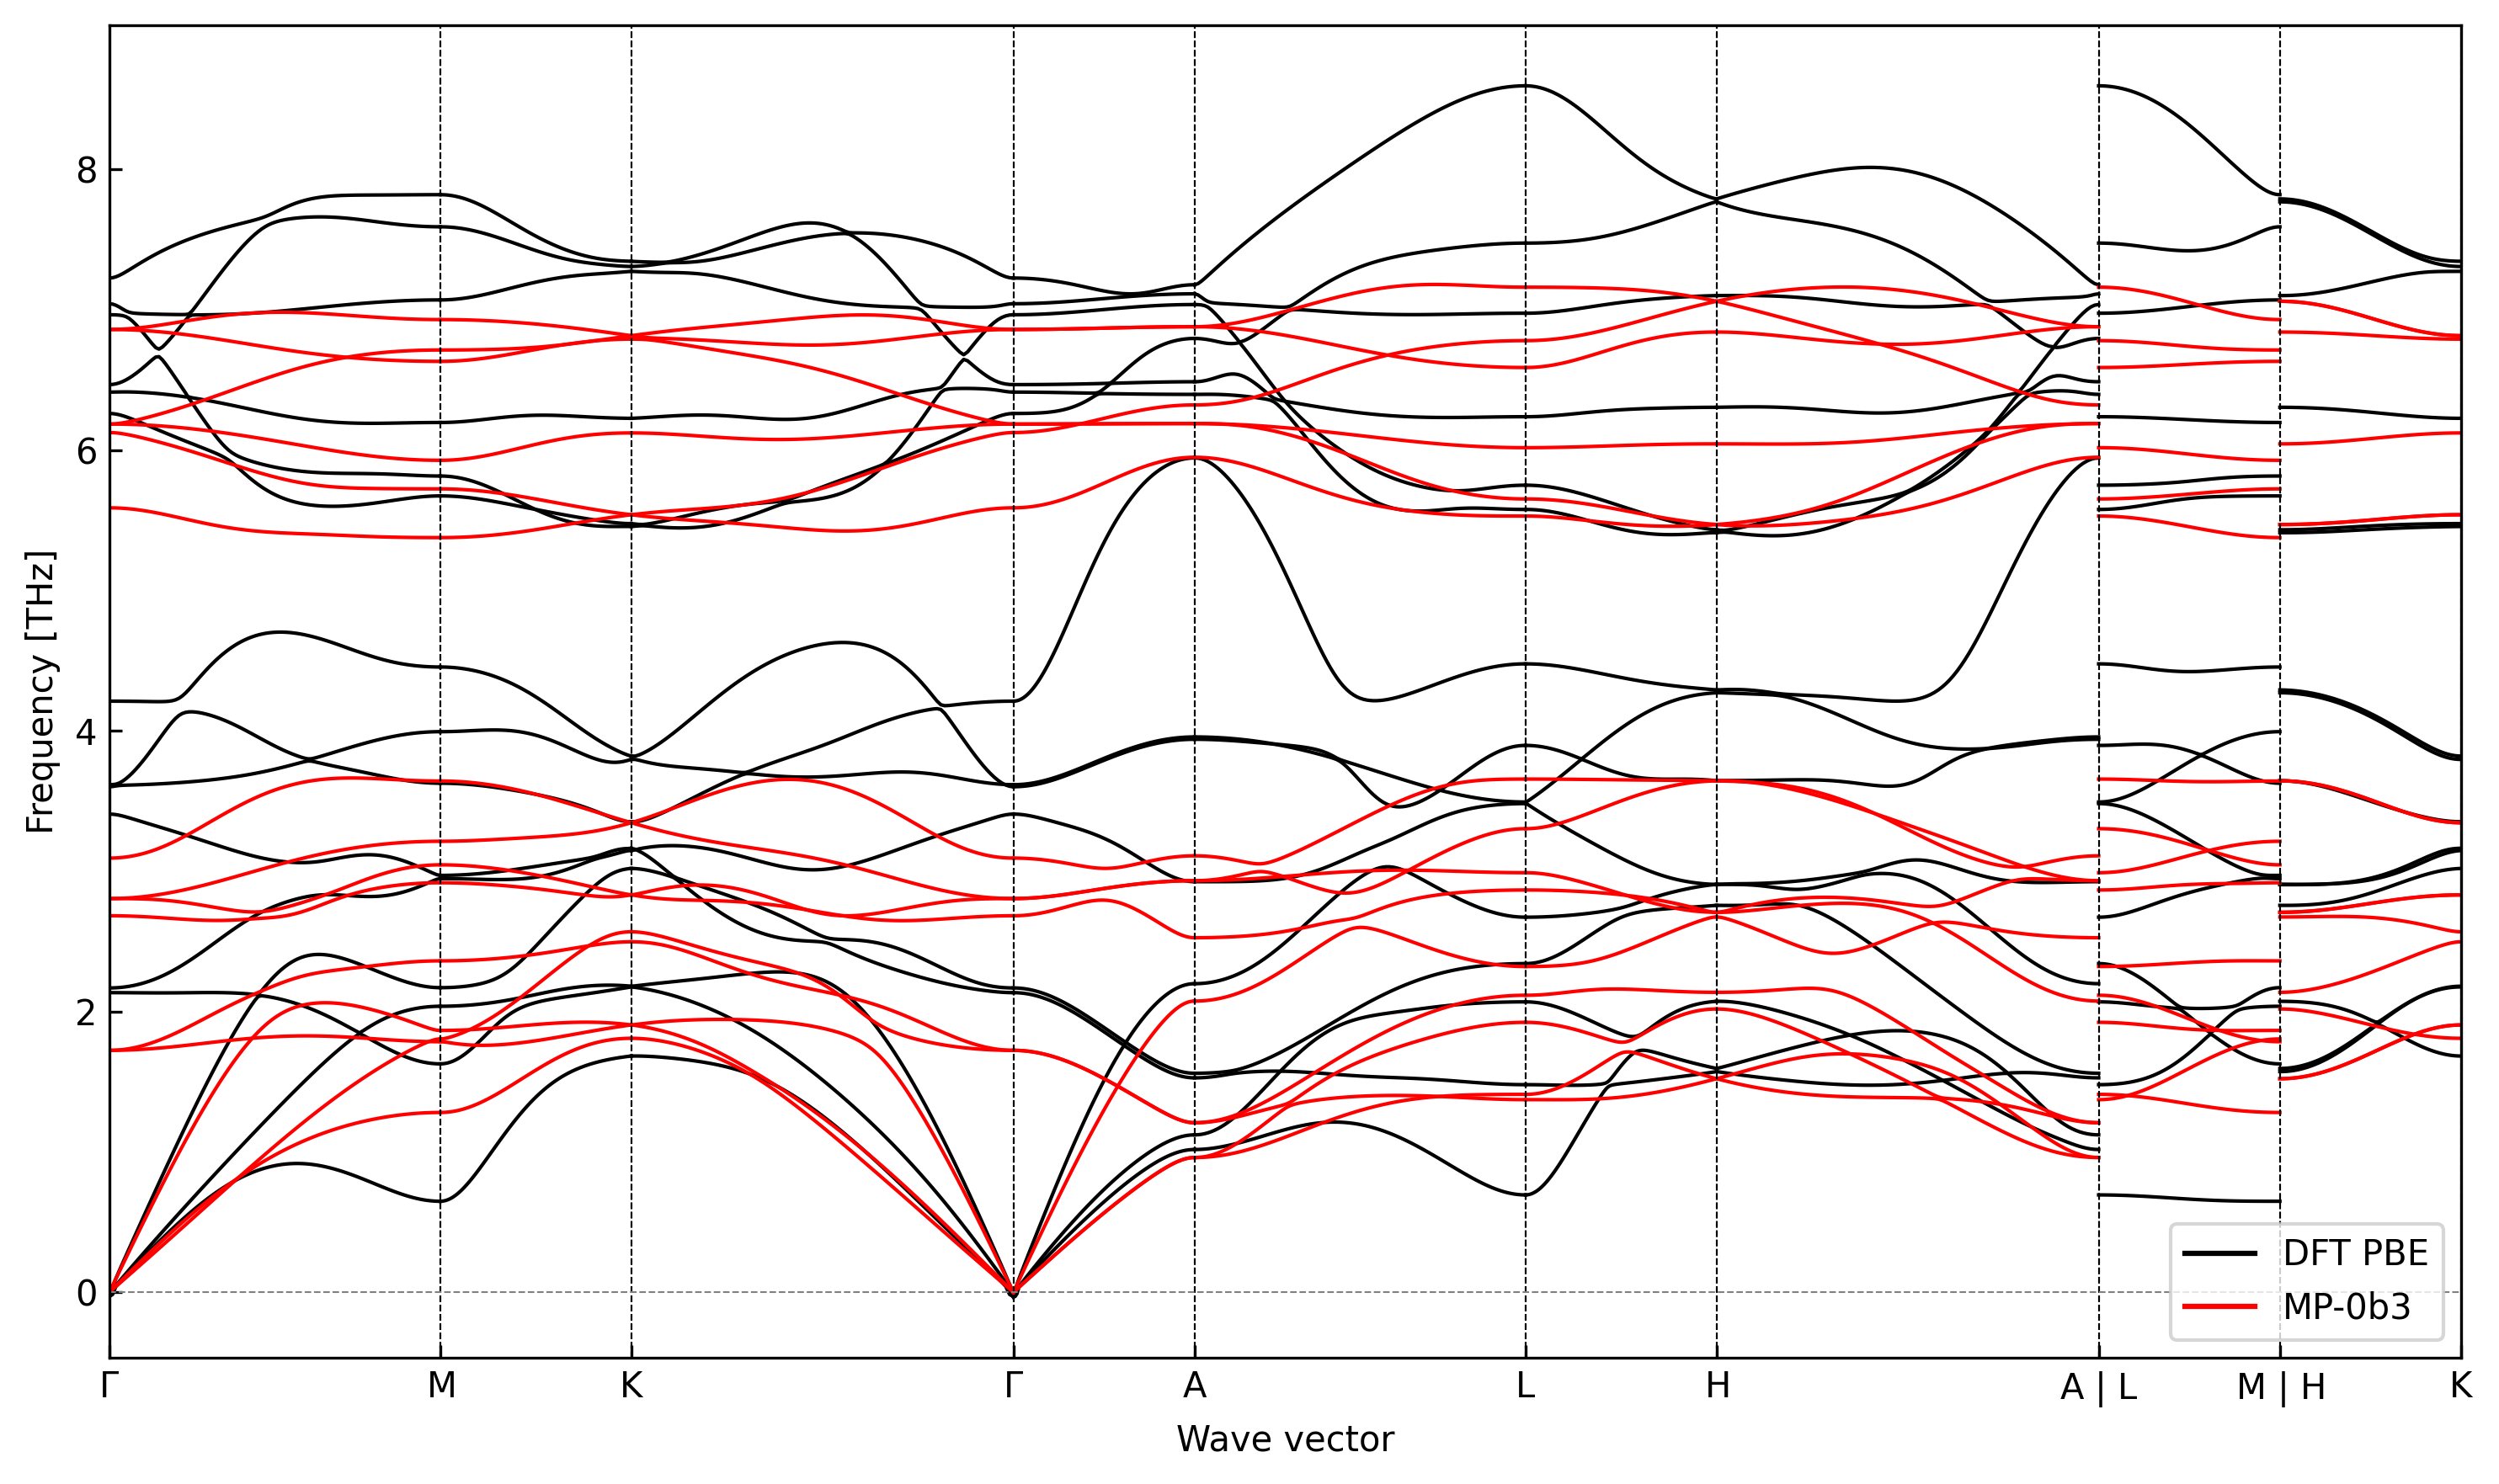 8
6
4
2
0
Frequency [THz]
Γ M K Γ A L H A | L M | H K
Wave vector
DFT PBE
MP-0b3